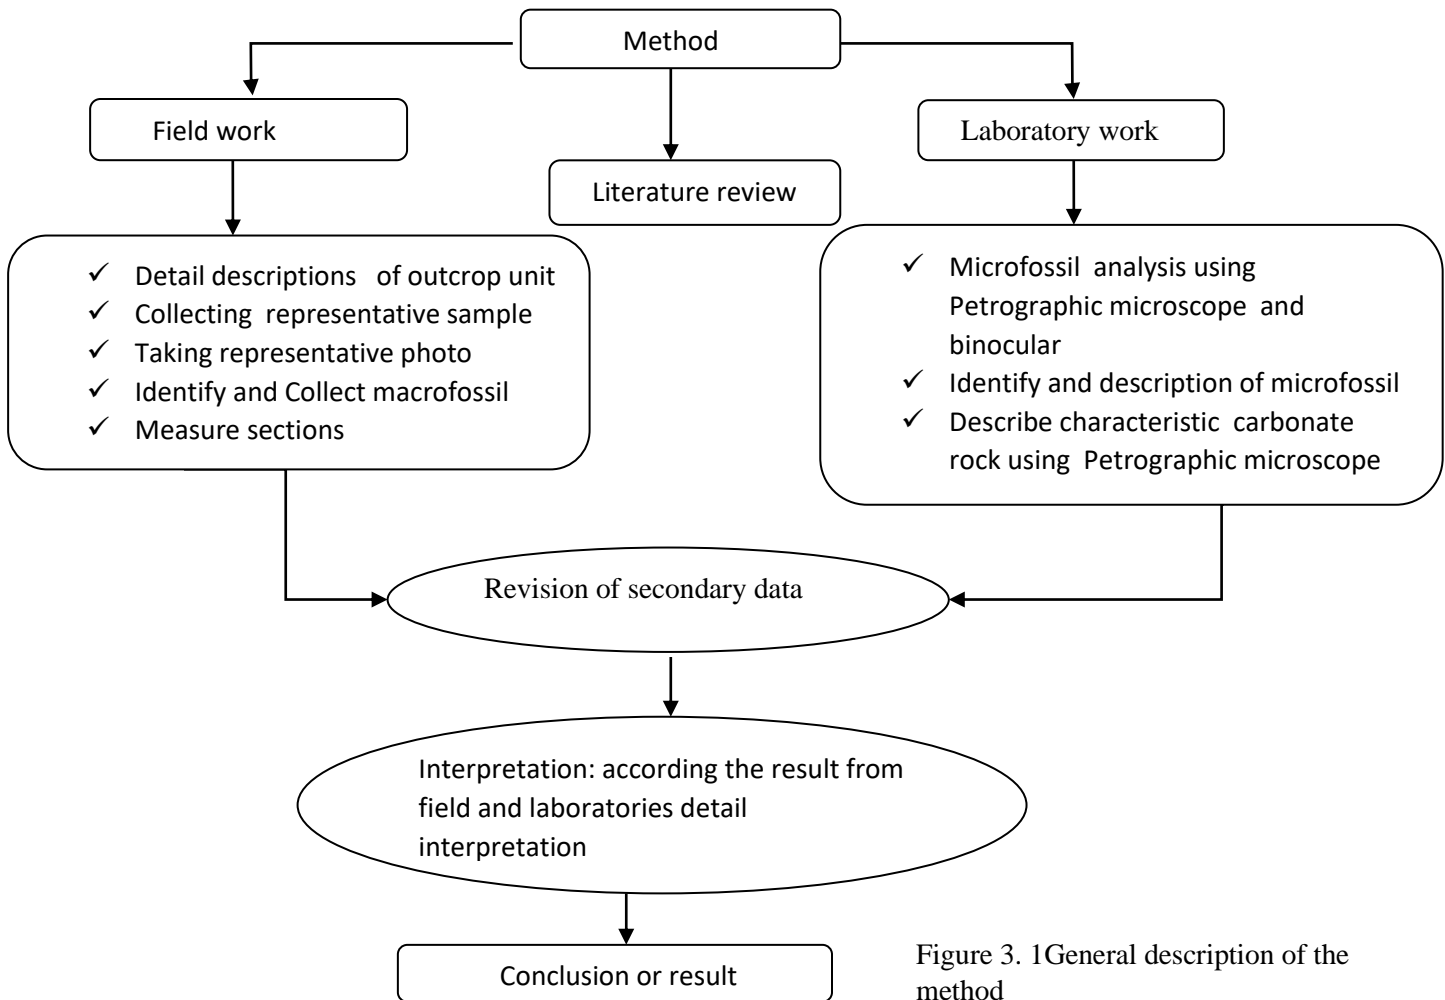 Method
Field work
Literature review
Laboratory work
✓ Detail descriptions of outcrop unit
✓ Collecting representative sample
✓ Taking representative photo
✓ Identify and Collect macrofossil
✓ Measure sections
✓ Microfossil analysis using
Petrographic microscope and
binocular
✓ Identify and description of microfossil
✓ Describe characteristic carbonate
rock using Petrographic microscope
Revision of secondary data
Interpretation: according the result from
field and laboratories detail
interpretation
Conclusion or result
Figure 3. 1General description of the
method